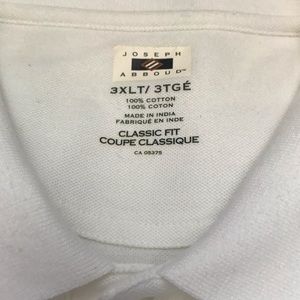 JOSEPH
ABBOUD™
3XLT/ 3TGÉ
100% COTTON
100% COTON
MADE IN INDIA
FABRIQUÉ EN INDE
CLASSIC FIT
COUPE CLASSIQUE
CA 05375